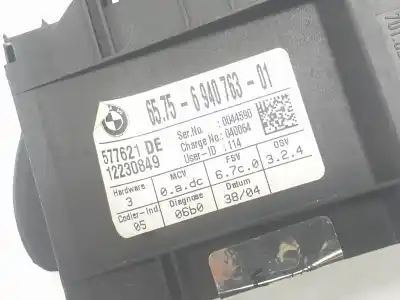 BMW
65.75 - 6 940 763 - 01
577621 DE
12230849
Ser.No. : 0044590
Charge No.: 040064
User-ID : 114
Hardware MCV FSV OSV
3 0.a.dc 6.7c.0 3.2.4
Codier-Ind Diagnose Datum
05 06b0 38/04